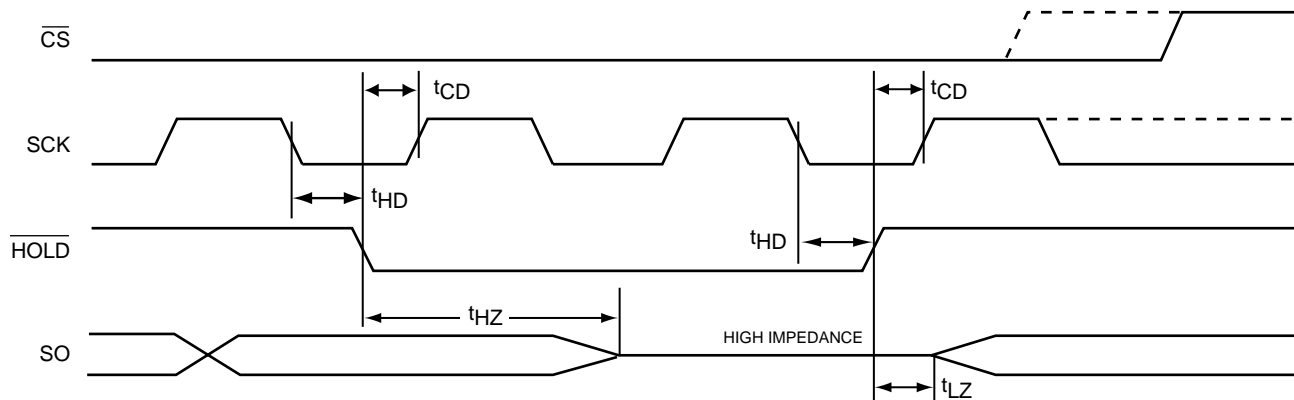 CS
tCD
tCD
SCK
tHD
HOLD
tHD
tHZ
HIGH IMPEDANCE
SO
tLZ